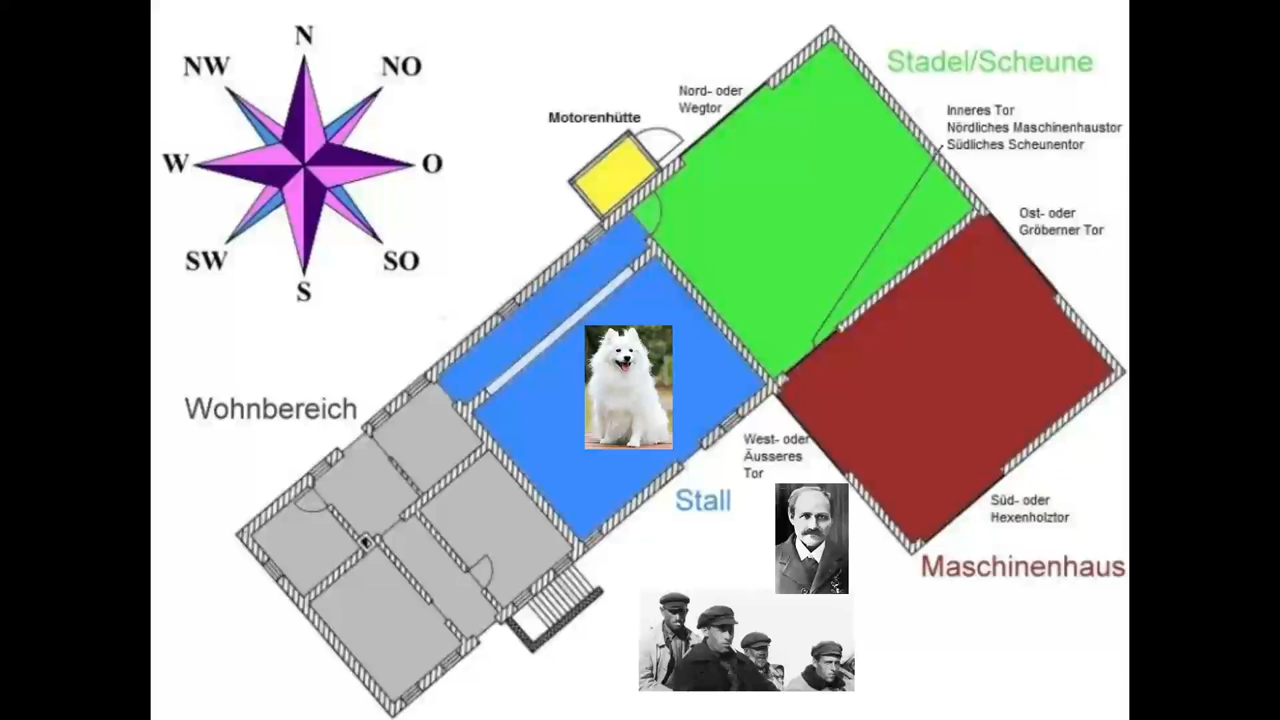 N
NW
NO
W
O
SW
SO
S
Stadel/Scheune
Nord- oder
Wegtor
Motorenhütte
Inneres Tor
Nördliches Maschinenhaustor
Südliches Scheunentor
Ost- oder
Gröberner Tor
Wohnbereich
West- oder
Äusseres
Tor
Stall
Süd- oder
Hexenholztor
Maschinenhaus